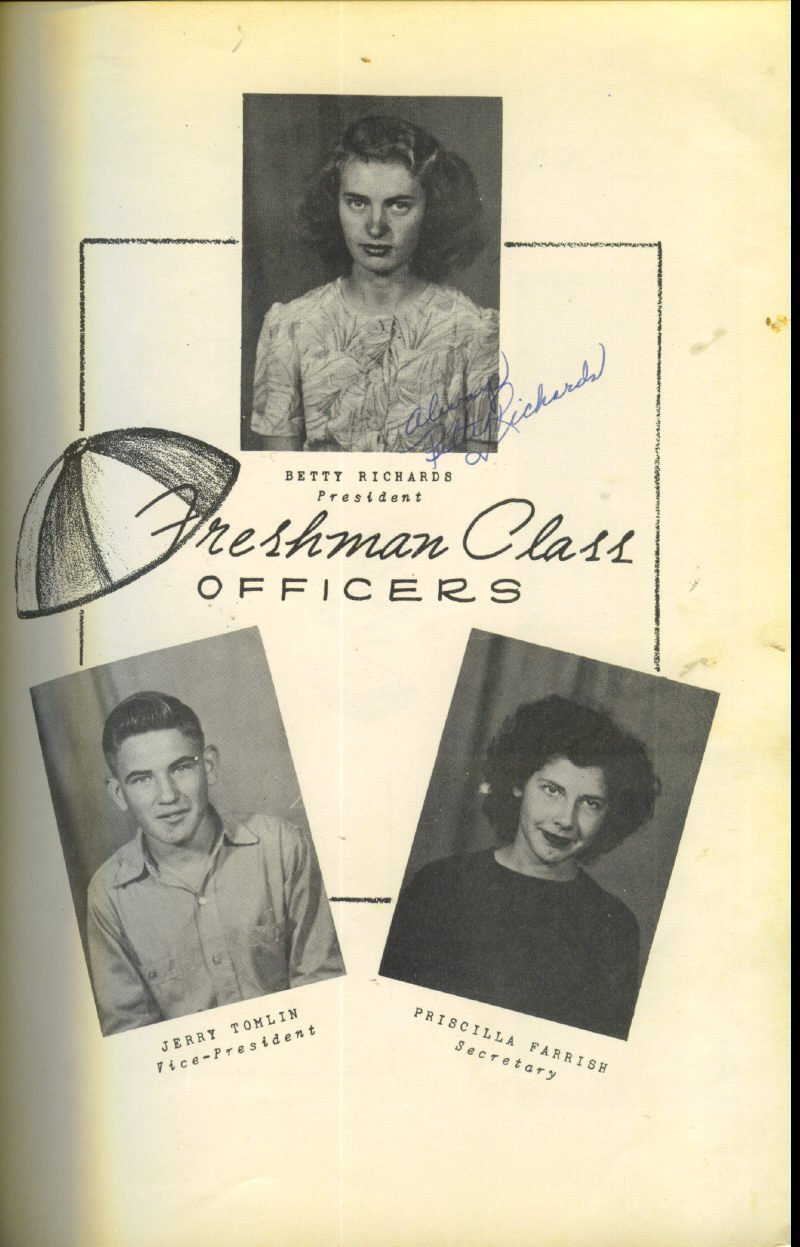 Always
Betty Richards
BETTY RICHARDS
President
Freshman Class
OFFICERS
JERRY TOMLIN
Vice-President
PRISCILLA FARRISH
Secretary